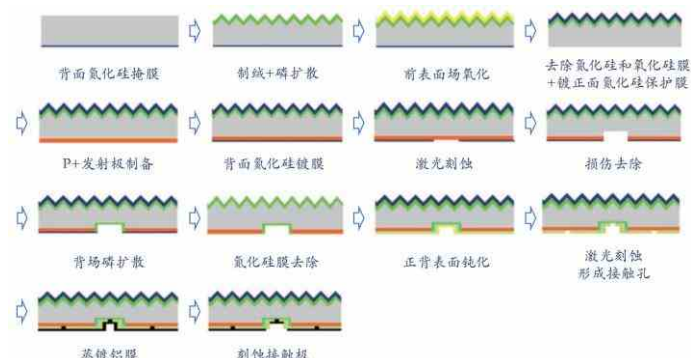 背面氮化硅掩膜
制绒+磷扩散
前表面场氧化
去除氮化硅和氧化硅膜
+镀正面氮化硅保护膜
P+发射极制备
背面氮化硅镀膜
激光刻蚀
损伤去除
背场磷扩散
氮化硅膜去除
正背表面钝化
激光刻蚀
形成接触孔
蒸镀铝膜
刻蚀接触极